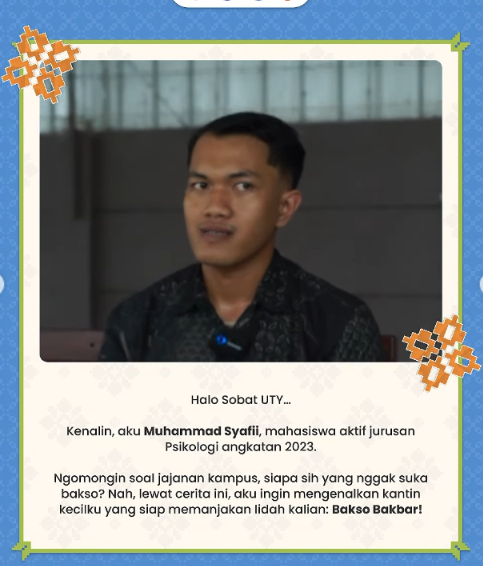 Halo Sobat UTY...
Kenalin, aku Muhammad Syafii, mahasiswa aktif jurusan
Psikologi angkatan 2023.
Ngomongin soal jajanan kampus, siapa sih yang nggak suka
bakso? Nah, lewat cerita ini, aku ingin mengenalkan kantin
kecilku yang siap memanjakan lidah kalian: Bakso Bakbar!